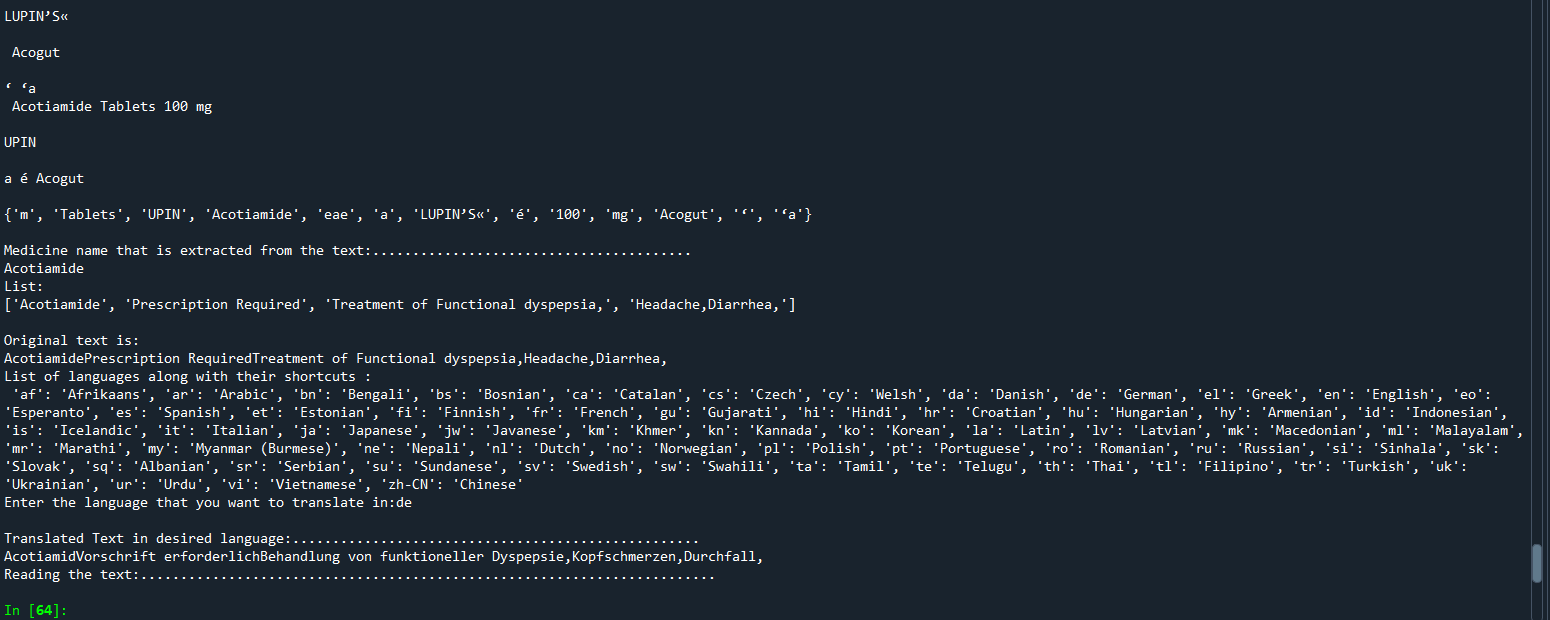 LUPIN’S«
Acogut
‘ ‘a
Acotiamide Tablets 100 mg
UPIN
a é Acogut
{'m', 'Tablets', 'UPIN', 'Acotiamide', 'eae', 'a', 'LUPIN’S«', 'é', '100', 'mg', 'Acogut', '‘', '‘a'}
Medicine name that is extracted from the text:........................................
Acotiamide
List:
['Acotiamide', 'Prescription Required', 'Treatment of Functional dyspepsia,', 'Headache,Diarrhea,']
Original text is:
AcotiamidePrescription RequiredTreatment of Functional dyspepsia,Headache,Diarrhea,
List of languages along with their shortcuts :
'af': 'Afrikaans', 'ar': 'Arabic', 'bn': 'Bengali', 'bs': 'Bosnian', 'ca': 'Catalan', 'cs': 'Czech', 'cy': 'Welsh', 'da': 'Danish', 'de': 'German', 'el': 'Greek', 'en': 'English', 'eo':
'Esperanto', 'es': 'Spanish', 'et': 'Estonian', 'fi': 'Finnish', 'fr': 'French', 'gu': 'Gujarati', 'hi': 'Hindi', 'hr': 'Croatian', 'hu': 'Hungarian', 'hy': 'Armenian', 'id': 'Indonesian',
'is': 'Icelandic', 'it': 'Italian', 'ja': 'Japanese', 'jw': 'Javanese', 'km': 'Khmer', 'kn': 'Kannada', 'ko': 'Korean', 'la': 'Latin', 'lv': 'Latvian', 'mk': 'Macedonian', 'ml': 'Malayalam',
'mr': 'Marathi', 'my': 'Myanmar (Burmese)', 'ne': 'Nepali', 'nl': 'Dutch', 'no': 'Norwegian', 'pl': 'Polish', 'pt': 'Portuguese', 'ro': 'Romanian', 'ru': 'Russian', 'si': 'Sinhala', 'sk':
'Slovak', 'sq': 'Albanian', 'sr': 'Serbian', 'su': 'Sundanese', 'sv': 'Swedish', 'sw': 'Swahili', 'ta': 'Tamil', 'te': 'Telugu', 'th': 'Thai', 'tl': 'Filipino', 'tr': 'Turkish', 'uk':
'Ukrainian', 'ur': 'Urdu', 'vi': 'Vietnamese', 'zh-CN': 'Chinese'
Enter the language that you want to translate in:de
Translated Text in desired language:...................................................
AcotiamidVorschrift erforderlichBehandlung von funktioneller Dyspepsie,Kopfschmerzen,Durchfall,
Reading the text:........................................................................
In [64]: